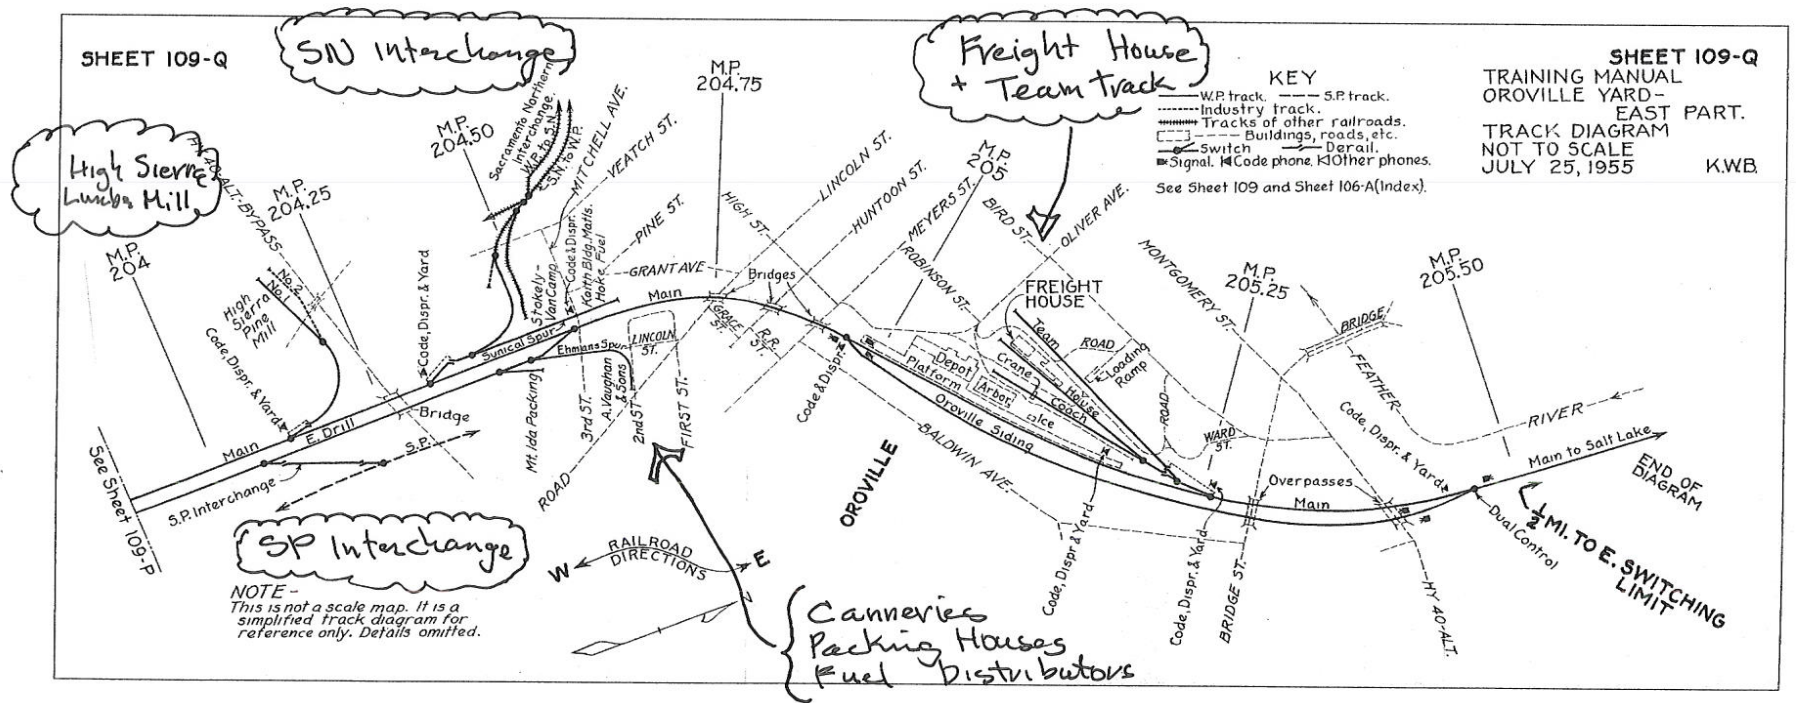 SHEET 109-Q
SN Interchange
Freight House
+ Team track
SHEET 109-Q
TRAINING MANUAL
OROVILLE YARD-
EAST PART.
TRACK DIAGRAM
NOT TO SCALE
JULY 25, 1955 K.W.B.
KEY
W.P. track. S.P. track.
Industry track.
Tracks of other railroads.
Buildings, roads, etc.
Switch Derail.
Signal. Code phone. Other phones.
See Sheet 109 and Sheet 106-A(Index).
High Sierra
Lumber Mill
HY 40-ALT. BYPASS
M.P.
204
M.P.
204.25
M.P.
204.50
M.P.
204.75
M.P.
205
M.P.
205.25
M.P.
205.50
Sacramento Northern
Interchange.
W.P. to S.N.
S.N. to W.P.
MITCHELL AVE.
VEATCH ST.
PINE ST.
HIGH ST.
LINCOLN ST.
HUNTOON ST.
MEYERS ST.
ROBINSON ST.
BIRD ST.
OLIVER AVE.
MONTGOMERY ST.
No. 2
No. 1
High
Sierra
Pine
Mill
Code, Dispr. & Yard
Code, Dispr. & Yard
Stokely-
VanCamp
Code & Dispr.
Keith Bldg. Matls.
Hoke Fuel
GRANT AVE
Main
Bridges
GRACE
ST.
R.R.
ST.
Sunical Spur
Ehmans Spur
LINCOLN
ST.
Mt. Ida Packing
3rd ST.
A. Vaughan
& Sons
2nd ST.
FIRST ST.
ROAD
Bridge
Main
E. Drill
S.P.
S.P. Interchange
See Sheet 109-P
SP Interchange
NOTE-
This is not a scale map. It is a
simplified track diagram for
reference only. Details omitted.
W RAILROAD DIRECTIONS E
Canneries
Packing Houses
Fuel Distributors
Code & Dispr.
OROVILLE
BALDWIN AVE.
FREIGHT
HOUSE
Depot
Platform
Arbor
Crane
Team
House
Coach
Ice
ROAD
Loading
Ramp
ROAD
WARD
ST.
Oroville Siding
Code, Dispr. & Yard
Code, Dispr. & Yard
BRIDGE ST.
Overpasses
Main
BRIDGE
FEATHER
RIVER
Code, Dispr. & Yard
Main to Salt Lake
END OF
DIAGRAM
Dual Control
HY 40-ALT.
½ MI. TO E. SWITCHING
LIMIT